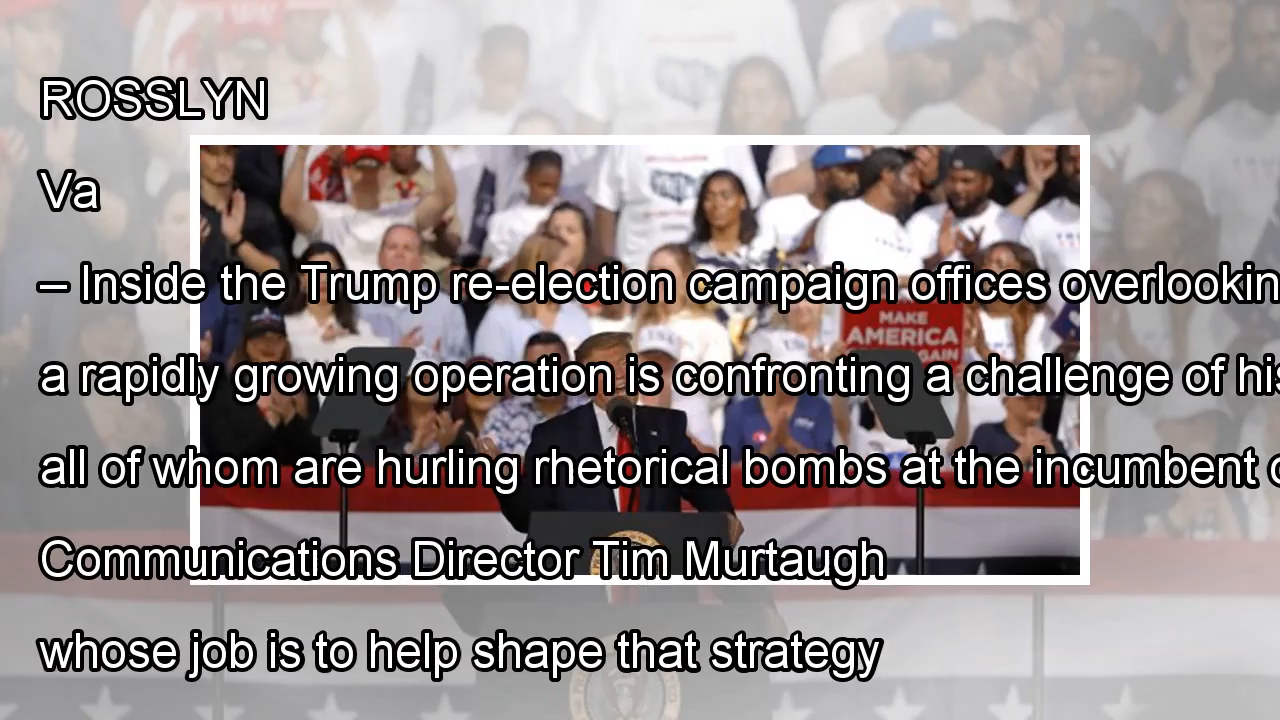 ROSSLYN
Va
– Inside the Trump re-election campaign offices overlookin
a rapidly growing operation is confronting a challenge of his
all of whom are hurling rhetorical bombs at the incumbent
Communications Director Tim Murtaugh
whose job is to help shape that strategy
MAKE
AMERICA